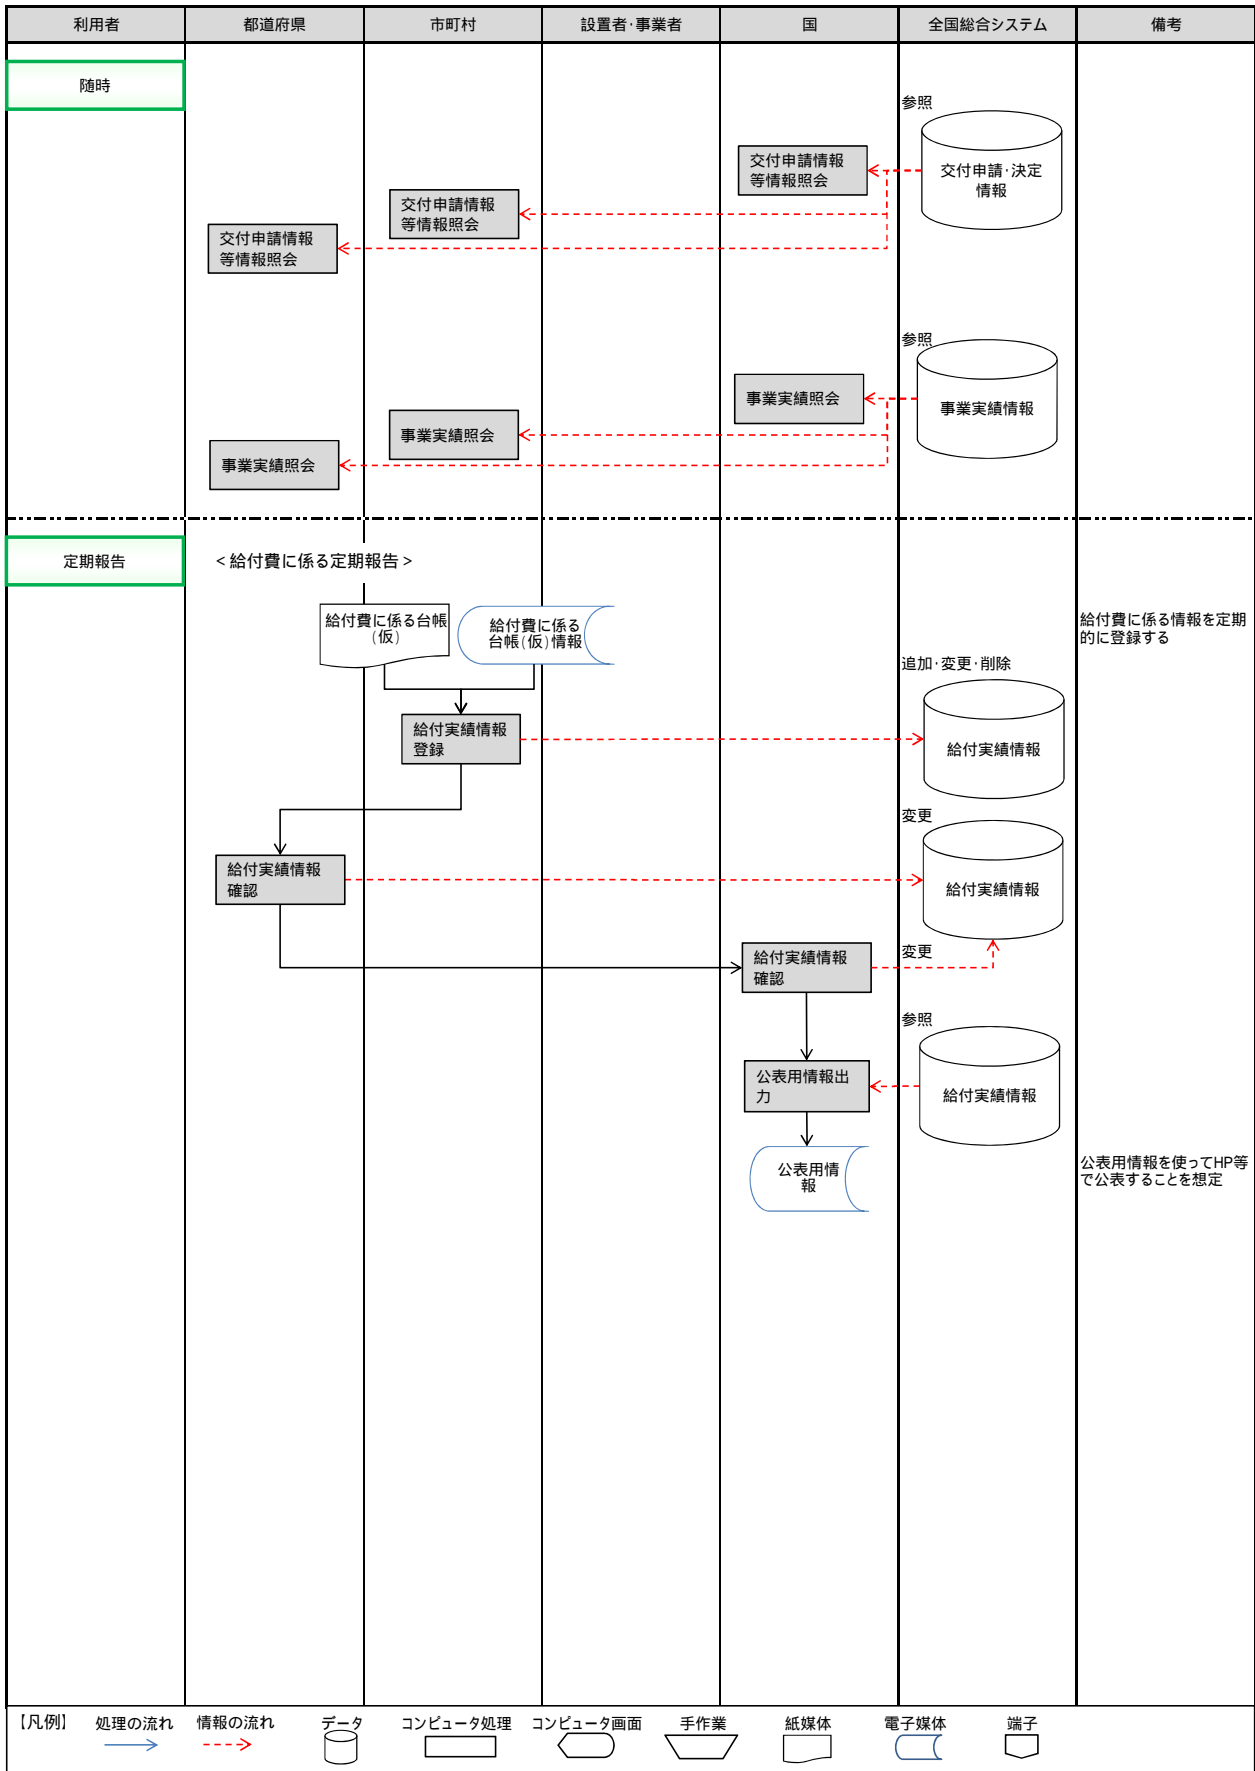 利用者
都道府県
市町村
設置者･事業者
国
全国総合システム
備考
随時
参照
交付申請･決定
情報
交付申請情報
等情報照会
交付申請情報
等情報照会
交付申請情報
等情報照会
参照
事業実績情報
事業実績照会
事業実績照会
事業実績照会
定期報告
＜給付費に係る定期報告＞
給付費に係る台帳
(仮)
給付費に係る
台帳(仮)情報
給付費に係る情報を定期
的に登録する
追加･変更･削除
給付実績情報
登録
給付実績情報
変更
給付実績情報
確認
給付実績情報
給付実績情報
確認
変更
参照
公表用情報出
力
給付実績情報
公表用情
報
公表用情報を使ってHP等
で公表することを想定
【凡例】
処理の流れ
情報の流れ
データ
コンピュータ処理
コンピュータ画面
手作業
紙媒体
電子媒体
端子